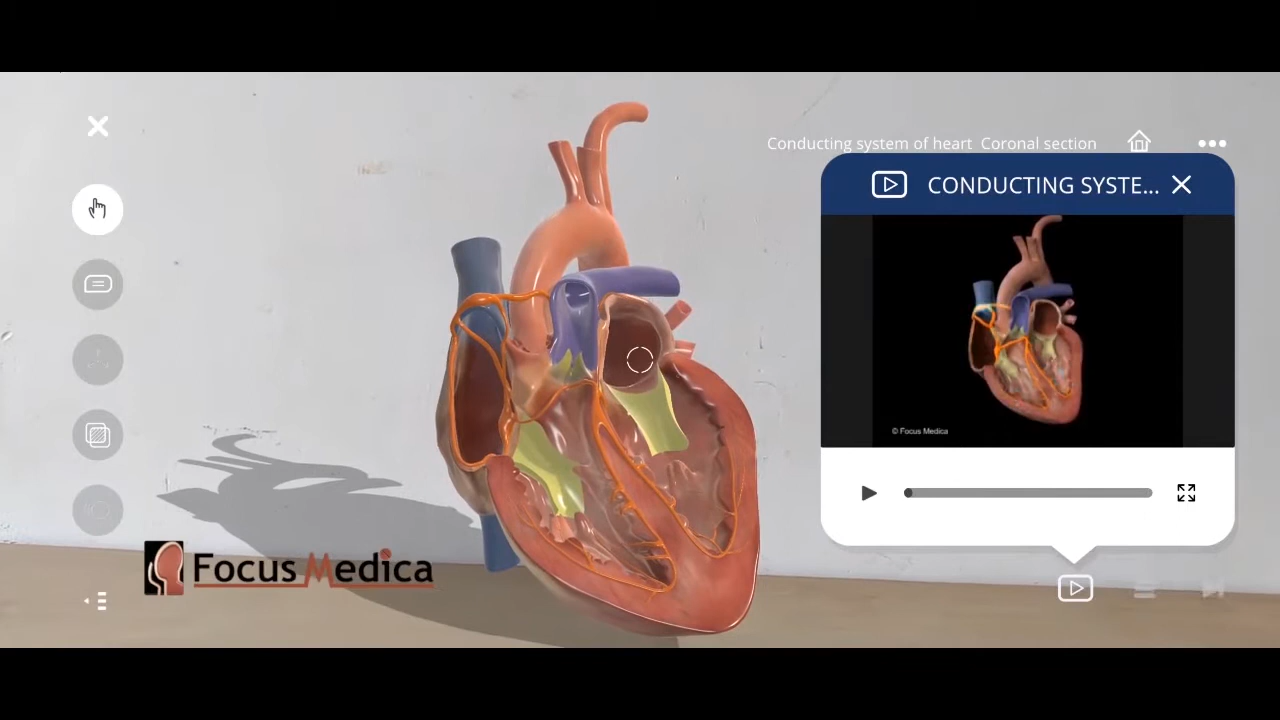 Conducting system of heart Coronal section
CONDUCTING SYSTE...
© Focus Medica
Focus Medica